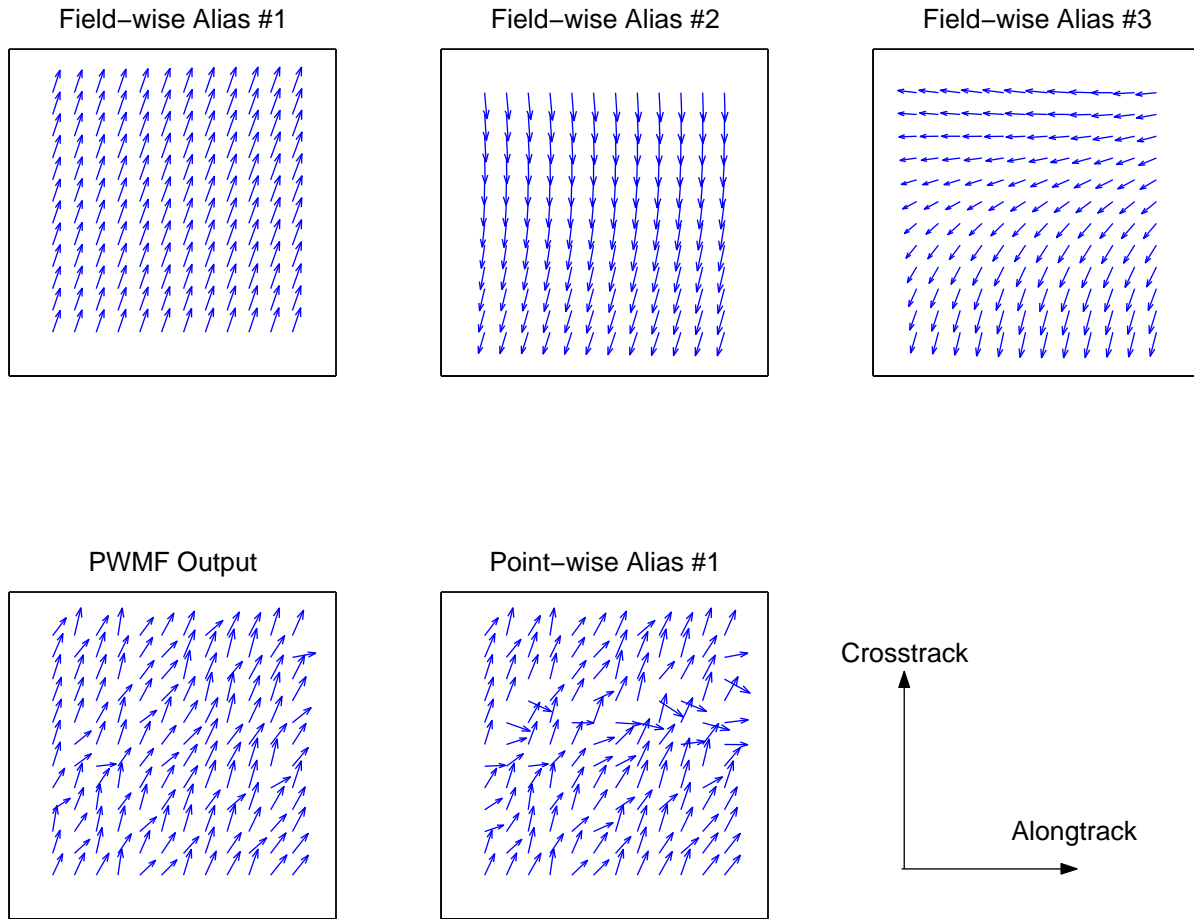 Field−wise Alias #1
Field−wise Alias #2
Field−wise Alias #3
PWMF Output
Point−wise Alias #1
Crosstrack
Alongtrack